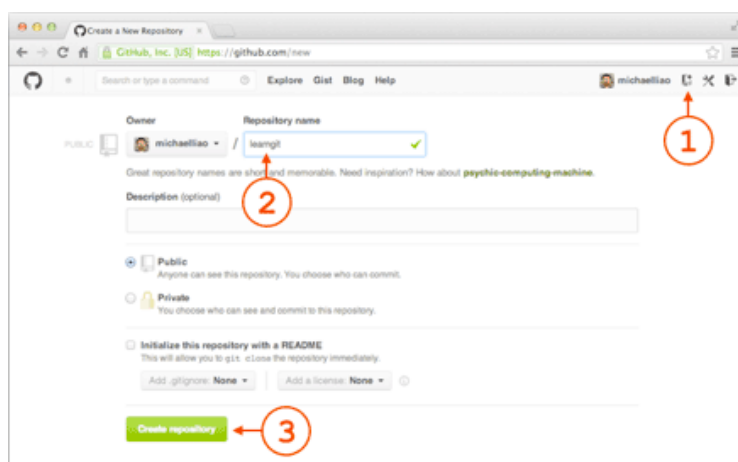 Create a New Repository
GitHub, Inc. [US] https://github.com/new
Search or type a command Explore Gist Blog Help michaelliao
1
Owner Repository name
PUBLIC michaelliao / learngit
Great repository names are short and memorable. Need inspiration? How about psychic-computing-machine.
2
Description (optional)
Public
Anyone can see this repository. You choose who can commit.
Private
You choose who can see and commit to this repository.
Initialize this repository with a README
This will allow you to git clone the repository immediately.
Add .gitignore: None Add a license: None
Create repository
3